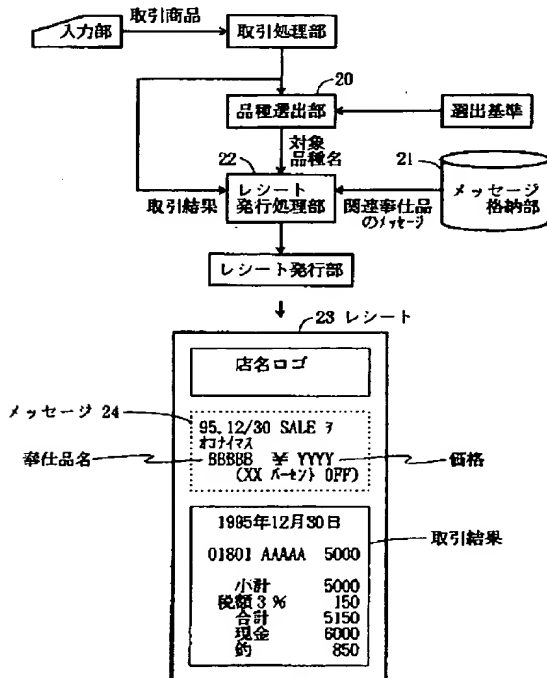 取引商品
入力部
取引処理部
20
品種選出部
選出基準
対象
品種名
22
21
レシート
発行処理部
メッセージ
格納部
取引結果
関連奉仕品
のメッセージ
レシート発行部
23 レシート
店名ロゴ
メッセージ 24
95.12/30 SALE ヲ
オコナイマス
奉仕品名
BBBBB ¥ YYYY
価格
(XX パーセント OFF)
1995年12月30日
取引結果
01801 AAAAA 5000
小計 5000
税額3% 150
合計 5150
現金 6000
釣 850